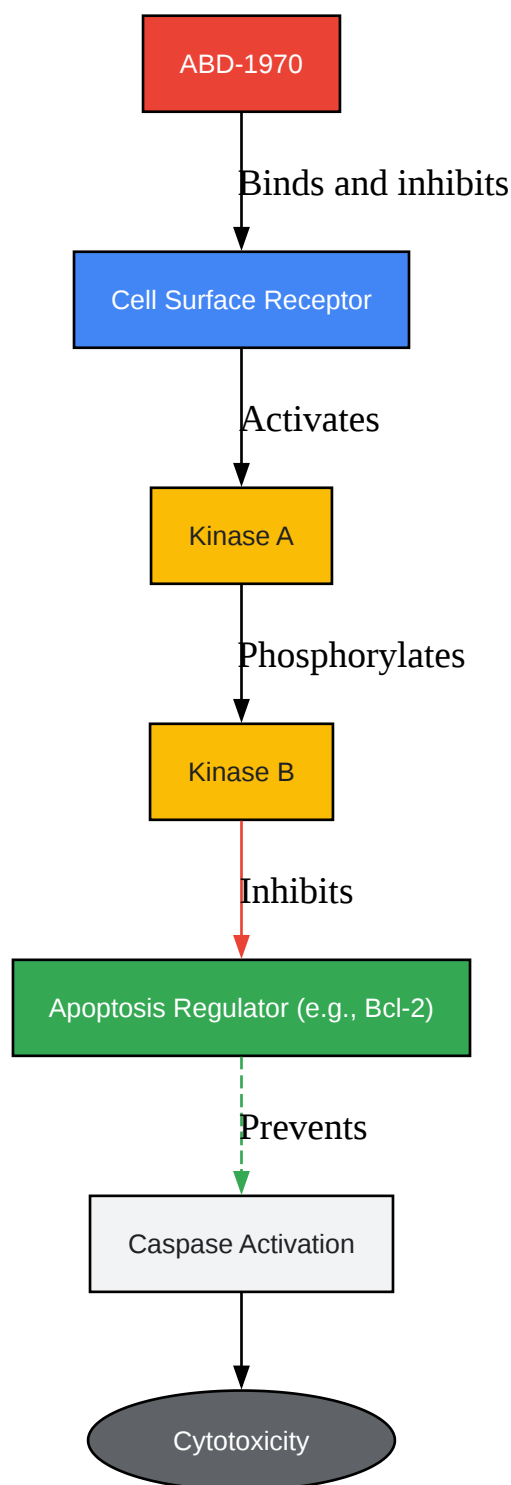 ABD-1970
Binds and inhibits
Cell Surface Receptor
Activates
Kinase A
Phosphorylates
Kinase B
Inhibits
Apoptosis Regulator (e.g., Bcl-2)
Prevents
Caspase Activation
Cytotoxicity